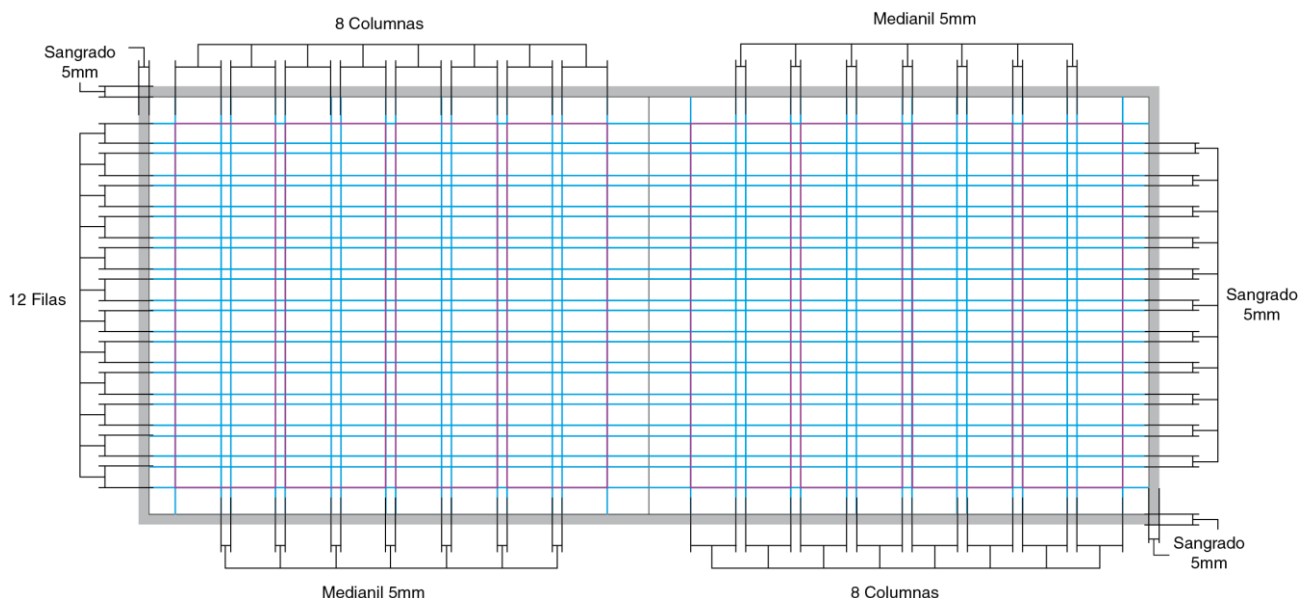 8 Columnas
Medianil 5mm
Sangrado
5mm
12 Filas
Sangrado
5mm
Sangrado
5mm
Medianil 5mm
8 Columnas